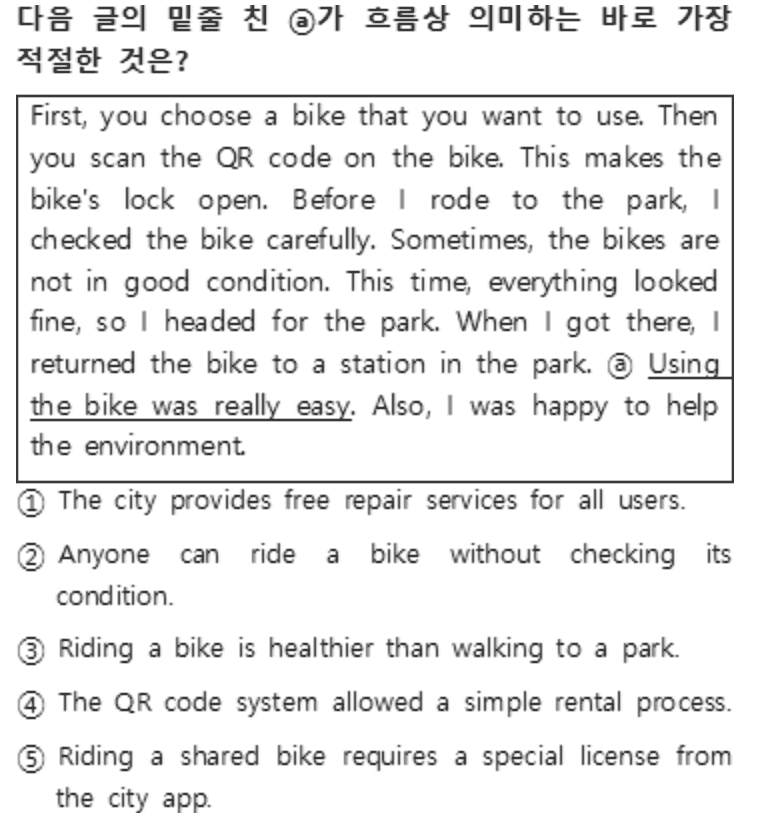 다음 글의 밑줄 친 ⓐ가 흐름상 의미하는 바로 가장
적절한 것은?
First, you choose a bike that you want to use. Then
you scan the QR code on the bike. This makes the
bike's lock open. Before I rode to the park, I
checked the bike carefully. Sometimes, the bikes are
not in good condition. This time, everything looked
fine, so I headed for the park. When I got there, I
returned the bike to a station in the park. ⓐ Using
the bike was really easy. Also, I was happy to help
the environment.
① The city provides free repair services for all users.
② Anyone can ride a bike without checking its
condition.
③ Riding a bike is healthier than walking to a park.
④ The QR code system allowed a simple rental process.
⑤ Riding a shared bike requires a special license from
the city app.